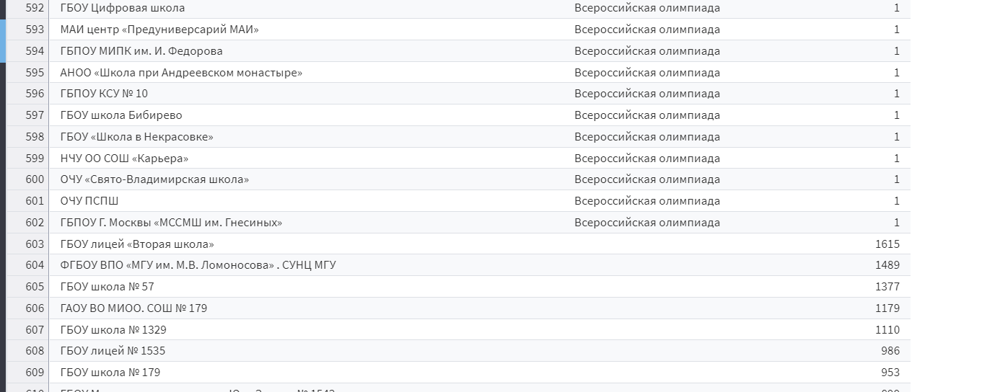 592 ГБОУ Цифровая школа Всероссийская олимпиада 1
593 МАИ центр «Предуниверсарий МАИ» Всероссийская олимпиада 1
594 ГБПОУ МИПК им. И. Федорова Всероссийская олимпиада 1
595 АНОО «Школа при Андреевском монастыре» Всероссийская олимпиада 1
596 ГБПОУ КСУ № 10 Всероссийская олимпиада 1
597 ГБОУ школа Бибирево Всероссийская олимпиада 1
598 ГБОУ «Школа в Некрасовке» Всероссийская олимпиада 1
599 НЧУ ОО СОШ «Карьера» Всероссийская олимпиада 1
600 ОЧУ «Свято-Владимирская школа» Всероссийская олимпиада 1
601 ОЧУ ПСПШ Всероссийская олимпиада 1
602 ГБПОУ Г. Москвы «МССМШ им. Гнесиных» Всероссийская олимпиада 1
603 ГБОУ лицей «Вторая школа» 1615
604 ФГБОУ ВПО «МГУ им. М.В. Ломоносова» . СУНЦ МГУ 1489
605 ГБОУ школа № 57 1377
606 ГАОУ ВО МИОО. СОШ № 179 1179
607 ГБОУ школа № 1329 1110
608 ГБОУ лицей № 1535 986
609 ГБОУ школа № 179 953